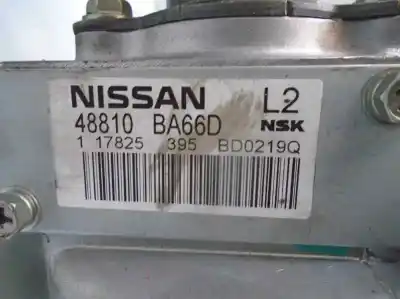 NISSAN L2
48810 BA66D NSK
1 17825 395 BD0219Q